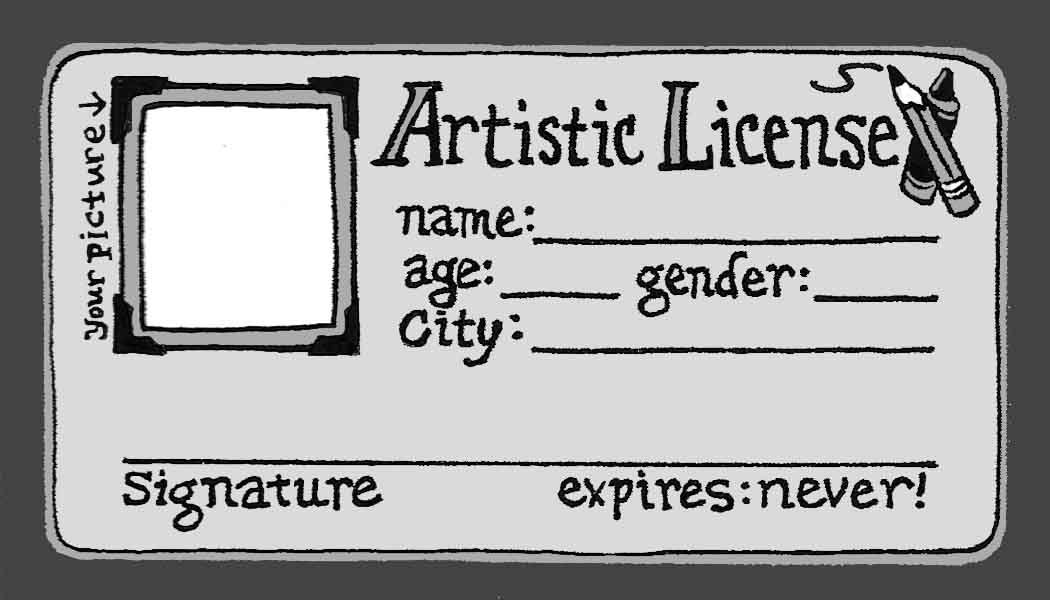 your picture
Artistic License
name:
age: gender:
City:
Signature expires: never!